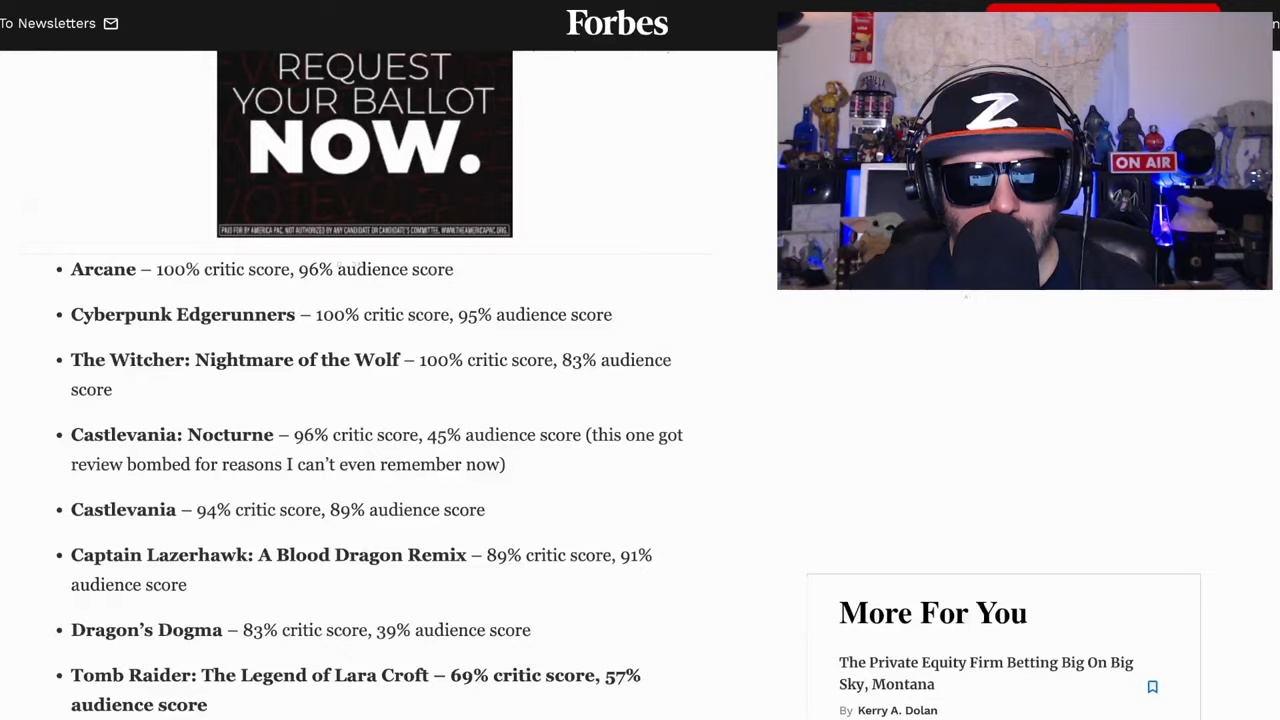 To Newsletters
Forbes
REQUEST
YOUR BALLOT
NOW.
PAID FOR BY AMERICA PAC. NOT AUTHORIZED BY ANY CANDIDATE OR CANDIDATE'S COMMITTEE. WWW.THEAMERICAPAC.ORG
Z
ON AIR
• Arcane – 100% critic score, 96% audience score
• Cyberpunk Edgerunners – 100% critic score, 95% audience score
• The Witcher: Nightmare of the Wolf – 100% critic score, 83% audience
score
• Castlevania: Nocturne – 96% critic score, 45% audience score (this one got
review bombed for reasons I can’t even remember now)
• Castlevania – 94% critic score, 89% audience score
• Captain Lazerhawk: A Blood Dragon Remix – 89% critic score, 91%
audience score
• Dragon’s Dogma – 83% critic score, 39% audience score
• Tomb Raider: The Legend of Lara Croft – 69% critic score, 57%
audience score
More For You
The Private Equity Firm Betting Big On Big
Sky, Montana
By Kerry A. Dolan